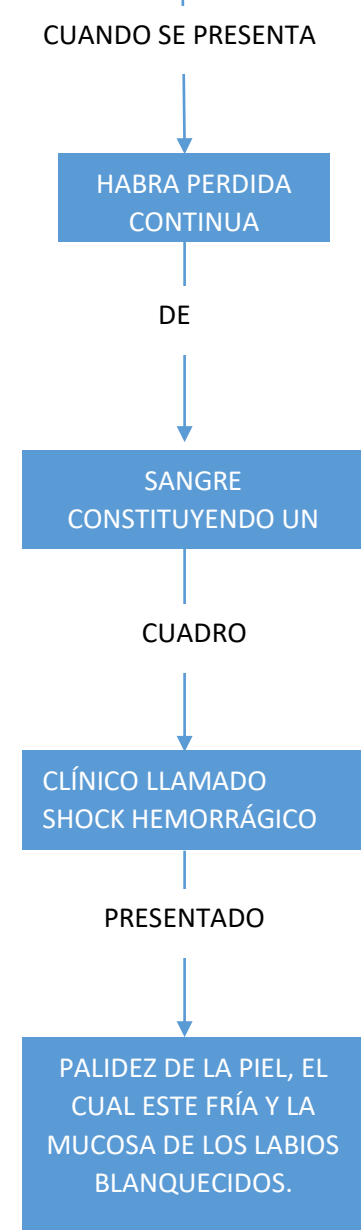 CUANDO SE PRESENTA
HABRA PERDIDA
CONTINUA
DE
SANGRE
CONSTITUYENDO UN
CUADRO
CLÍNICO LLAMADO
SHOCK HEMORRÁGICO
PRESENTADO
PALIDEZ DE LA PIEL, EL
CUAL ESTE FRÍA Y LA
MUCOSA DE LOS LABIOS
BLANQUECIDOS.